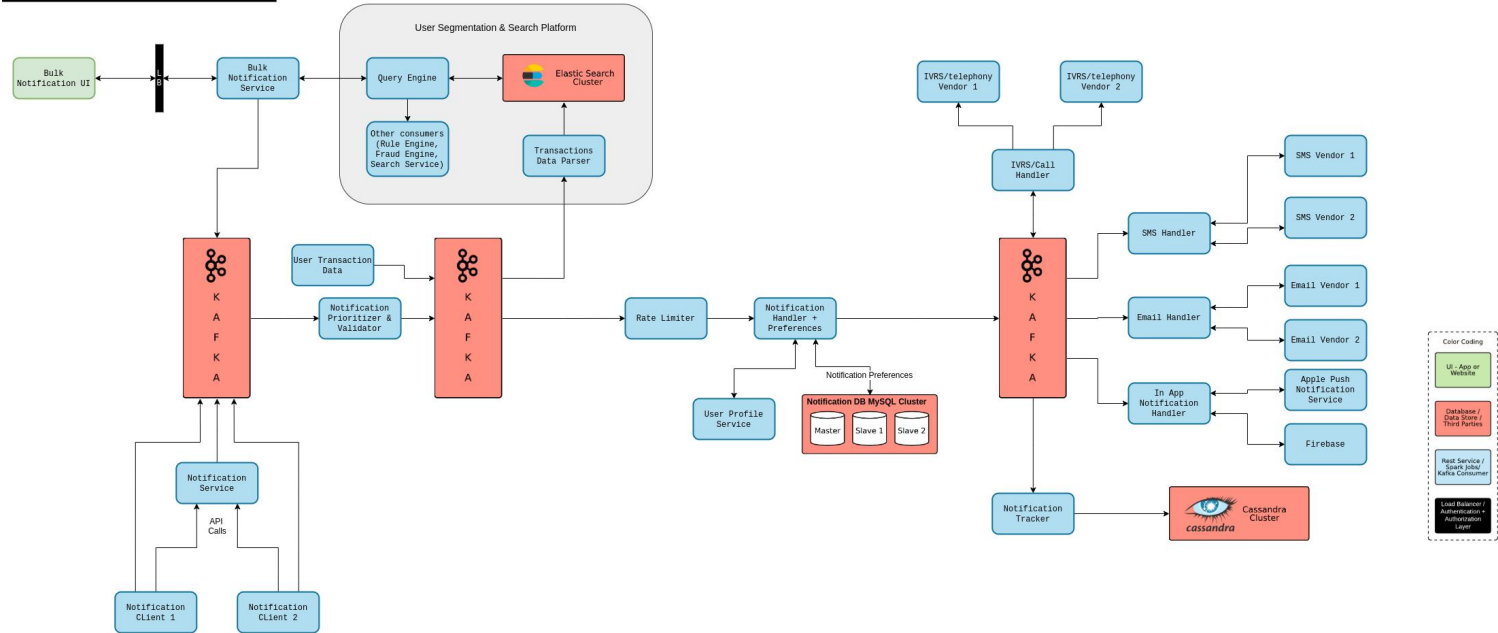 User Segmentation & Search Platform
Bulk
Notification UI
L
B
Bulk
Notification
Service
Query Engine
Elastic Search
Cluster
Other consumers
(Rule Engine,
Fraud Engine,
Search Service)
Transactions
Data Parser
IVRS/telephony
Vendor 1
IVRS/telephony
Vendor 2
IVRS/Call
Handler
SMS Vendor 1
SMS Vendor 2
SMS Handler
K
A
F
K
A
User Transaction
Data
Notification
Prioritizer &
Validator
K
A
F
K
A
Rate Limiter
Notification
Handler +
Preferences
Notification Preferences
User Profile
Service
Notification DB MySQL Cluster
Master
Slave 1
Slave 2
K
A
F
K
A
Email Handler
Email Vendor 1
Email Vendor 2
In App
Notification
Handler
Apple Push
Notification
Service
Firebase
Notification
Service
API
Calls
Notification
CLient 1
Notification
CLient 2
Notification
Tracker
cassandra
Cassandra
Cluster
Color Coding
UI - App or
Website
Database /
Data Store /
Third Parties
Rest Service /
Spark Jobs/
Kafka Consumer
Load Balancer /
Authentication +
Authorization
Layer